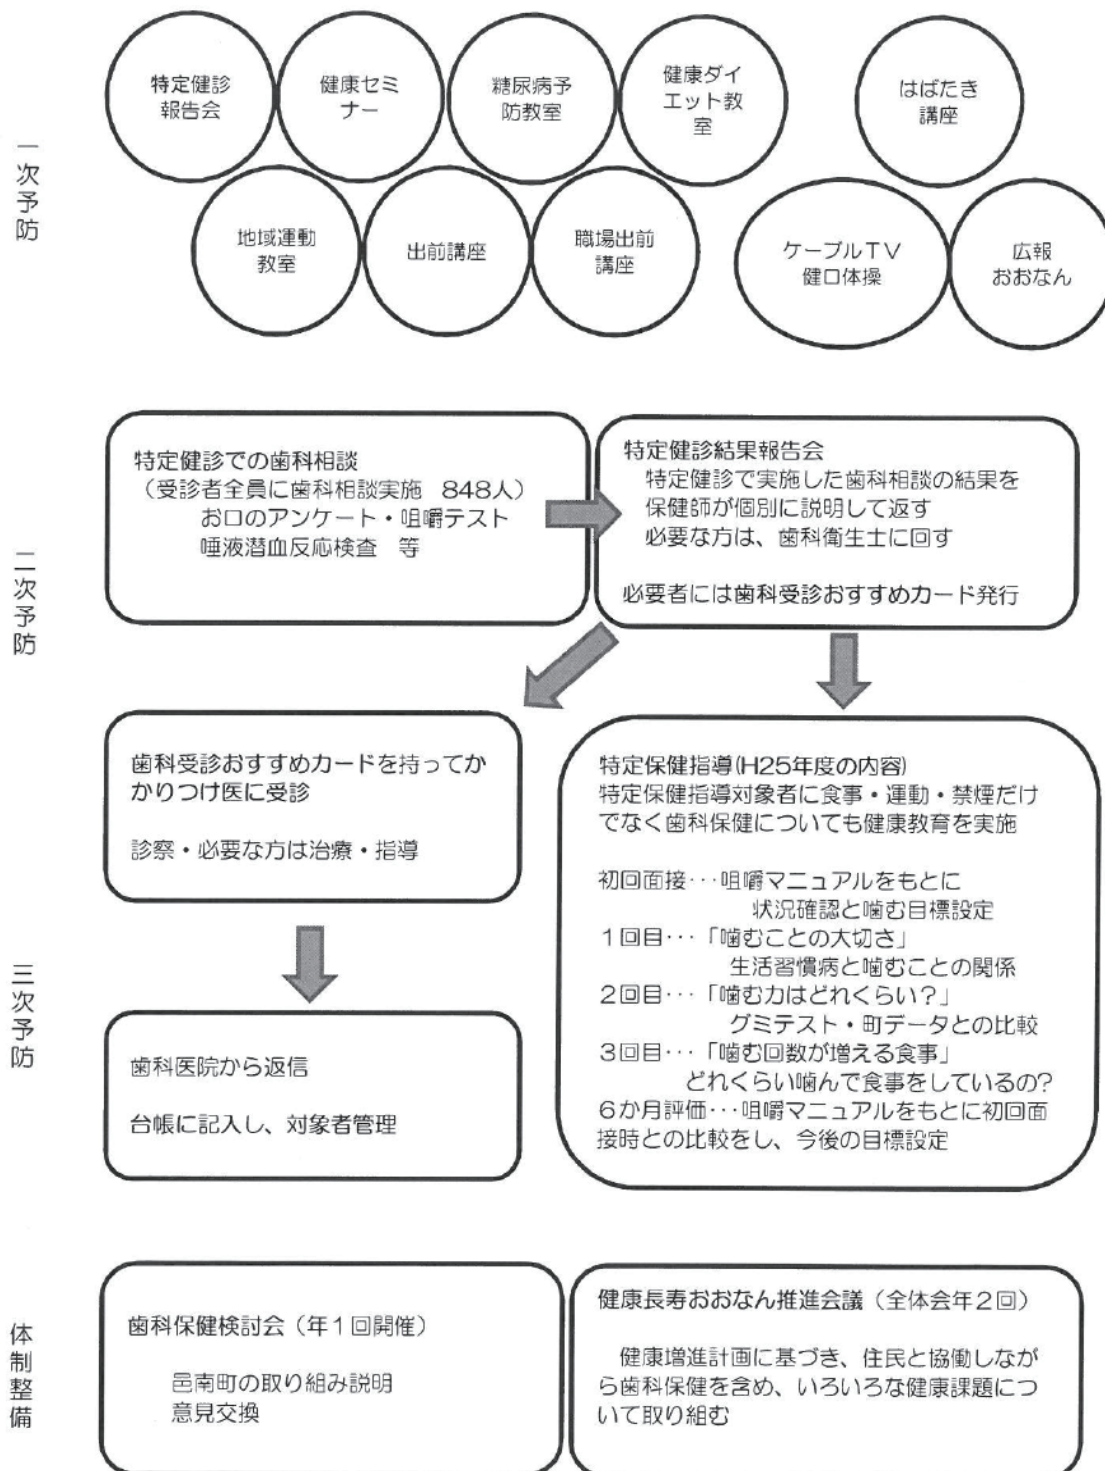 一次予防
特定健診
報告会
健康セミ
ナー
糖尿病予
防教室
健康ダイ
エット教
室
はばたき
講座
地域運動
教室
出前講座
職場出前
講座
ケーブルTV
健口体操
広報
おおなん
二次予防
特定健診での歯科相談
（受診者全員に歯科相談実施　848人）
お口のアンケート・咀嚼テスト
唾液潜血反応検査　等
特定健診結果報告会
特定健診で実施した歯科相談の結果を
保健師が個別に説明して返す
必要な方は、歯科衛生士に回す
必要者には歯科受診おすすめカード発行
三次予防
歯科受診おすすめカードを持ってか
かりつけ医に受診
診察・必要な方は治療・指導
歯科医院から返信
台帳に記入し、対象者管理
特定保健指導(H25年度の内容)
特定保健指導対象者に食事・運動・禁煙だけ
でなく歯科保健についても健康教育を実施
初回面接･･･咀嚼マニュアルをもとに
状況確認と噛む目標設定
１回目･･･「噛むことの大切さ」
生活習慣病と噛むことの関係
２回目･･･「噛む力はどれくらい？」
グミテスト・町データとの比較
３回目･･･「噛む回数が増える食事」
どれくらい噛んで食事をしているの？
６か月評価･･･咀嚼マニュアルをもとに初回面
接時との比較をし、今後の目標設定
体制整備
歯科保健検討会（年１回開催）
邑南町の取り組み説明
意見交換
健康長寿おおなん推進会議（全体会年２回）
健康増進計画に基づき、住民と協働しなが
ら歯科保健を含め、いろいろな健康課題につ
いて取り組む